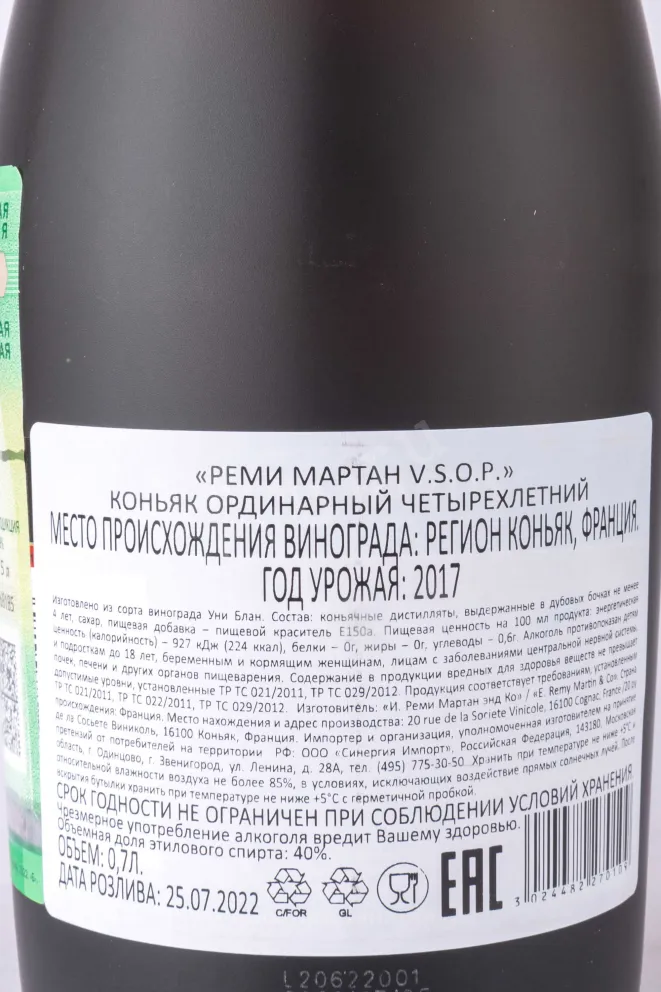 «РЕМИ МАРТАН V.S.O.P.»
КОНЬЯК ОРДИНАРНЫЙ ЧЕТЫРЕХЛЕТНИЙ
МЕСТО ПРОИСХОЖДЕНИЯ ВИНОГРАДА: РЕГИОН КОНЬЯК, ФРАНЦИЯ.
ГОД УРОЖАЯ: 2017
Изготовлено из сорта винограда Уни Блан. Состав: коньячные дистилляты, выдержанные в дубовых бочках не менее
4 лет, сахар, пищевая добавка – пищевой краситель Е150а. Пищевая ценность на 100 мл продукта: энергетическая
ценность (калорийность) – 927 кДж (224 ккал), белки – 0г, жиры – 0г, углеводы – 0,6г. Алкоголь противопоказан детям
и подросткам до 18 лет, беременным и кормящим женщинам, лицам с заболеваниями центральной нервной системы,
почек, печени и других органов пищеварения. Содержание в продукции вредных для здоровья веществ не превышает
допустимые уровни, установленные ТР ТС 021/2011, ТР ТС 029/2012. Продукция соответствует требованиям, установленным
ТР ТС 021/2011, ТР ТС 022/2011, ТР ТС 029/2012. Изготовитель: «И. Реми Мартан энд Ко» / «E. Remy Martin & Co». Страна
происхождения: Франция. Место нахождения и адрес производства: 20 rue de la Soriete Vinicole, 16100 Cognac, France /20 ру
де ла Сосьете Виниколь, 16100 Коньяк, Франция. Импортер и организация, уполномоченная изготовителем на принятие
претензий от потребителей на территории РФ: ООО «Синергия Импорт», Российская Федерация, 143180, Московская
область, г. Одинцово, г. Звенигород, ул. Ленина, д. 28А, тел. (495) 775-30-50. Хранить при температуре не ниже +5°С и
относительной влажности воздуха не более 85%, в условиях, исключающих воздействие прямых солнечных лучей. После
вскрытия бутылки хранить при температуре не ниже +5°С с герметичной пробкой.
СРОК ГОДНОСТИ НЕ ОГРАНИЧЕН ПРИ СОБЛЮДЕНИИ УСЛОВИЙ ХРАНЕНИЯ.
Чрезмерное употребление алкоголя вредит Вашему здоровью.
Объемная доля этилового спирта: 40%.
ОБЪЕМ: 0,7Л.
ДАТА РОЗЛИВА: 25.07.2022
C/FOR
GL
EAC
3 024482 270109
L20622001